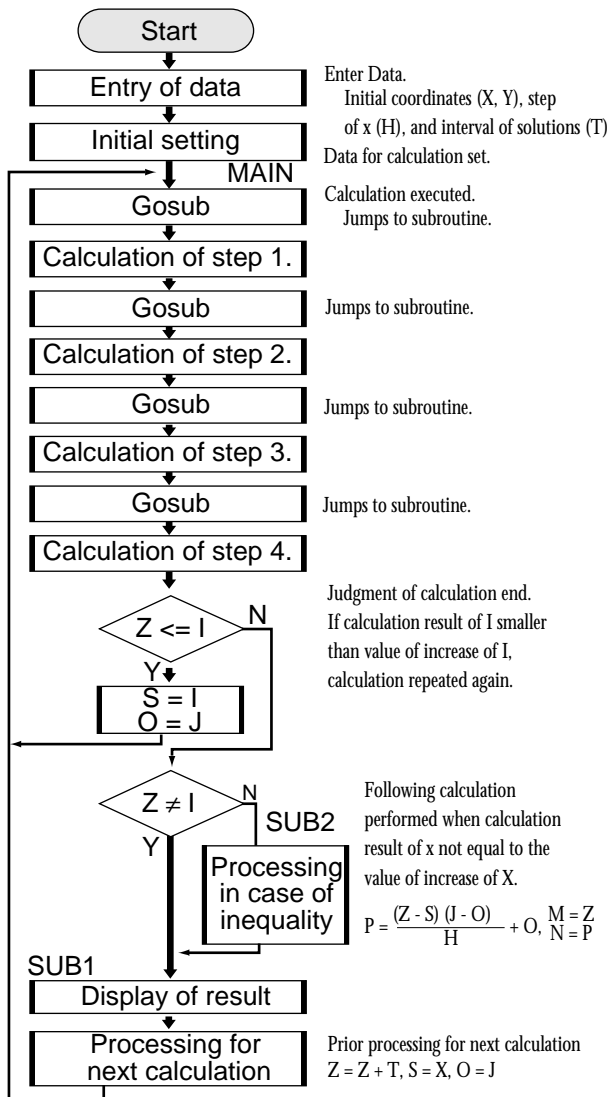 Start
Entry of data
Enter Data.
Initial coordinates (X, Y), step
of x (H), and interval of solutions (T)
Initial setting
Data for calculation set.
MAIN
Gosub
Calculation executed.
Jumps to subroutine.
Calculation of step 1.
Gosub
Jumps to subroutine.
Calculation of step 2.
Gosub
Jumps to subroutine.
Calculation of step 3.
Gosub
Jumps to subroutine.
Calculation of step 4.
Z <= I
N
Y
Judgment of calculation end.
If calculation result of I smaller
than value of increase of I,
calculation repeated again.
S = I
O = J
Z ≠ I
N
Y
SUB2
Processing
in case of
inequality
Following calculation
performed when calculation
result of x not equal to the
value of increase of X.
P = (Z - S) (J - O) / H + O, M = Z
N = P
SUB1
Display of result
Processing for
next calculation
Prior processing for next calculation
Z = Z + T, S = X, O = J